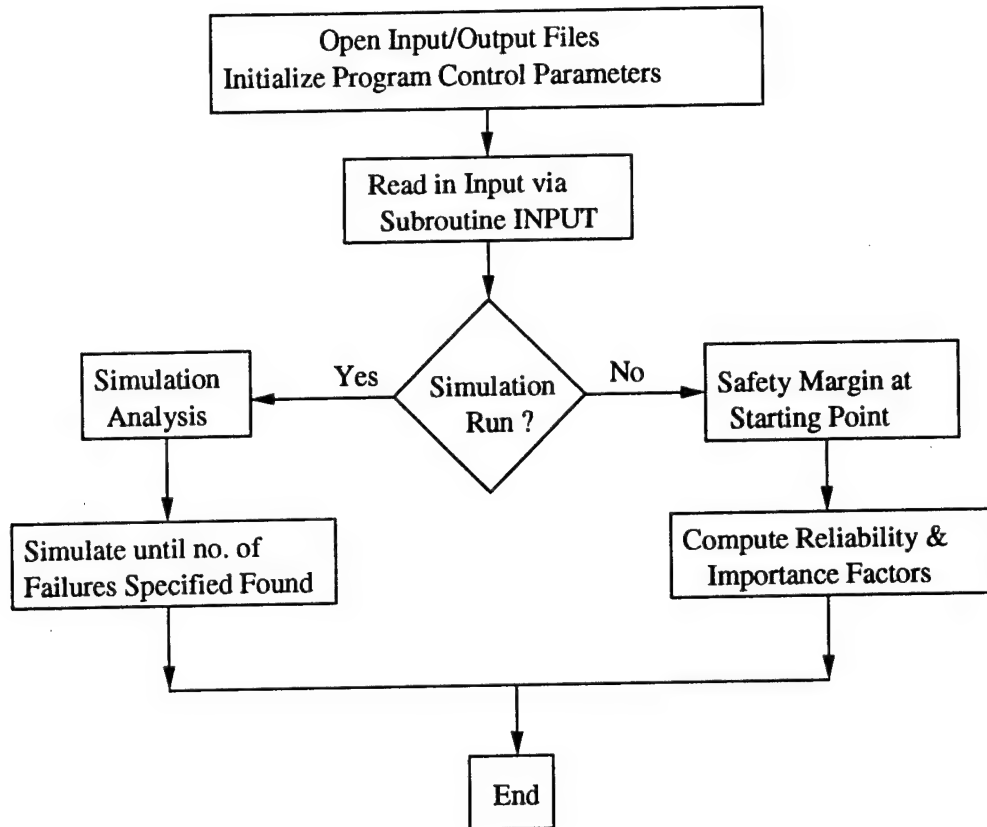 Open Input/Output Files
Initialize Program Control Parameters
Read in Input via
Subroutine INPUT
Yes
Simulation
Run ?
No
Simulation
Analysis
Safety Margin at
Starting Point
Simulate until no. of
Failures Specified Found
Compute Reliability &
Importance Factors
End